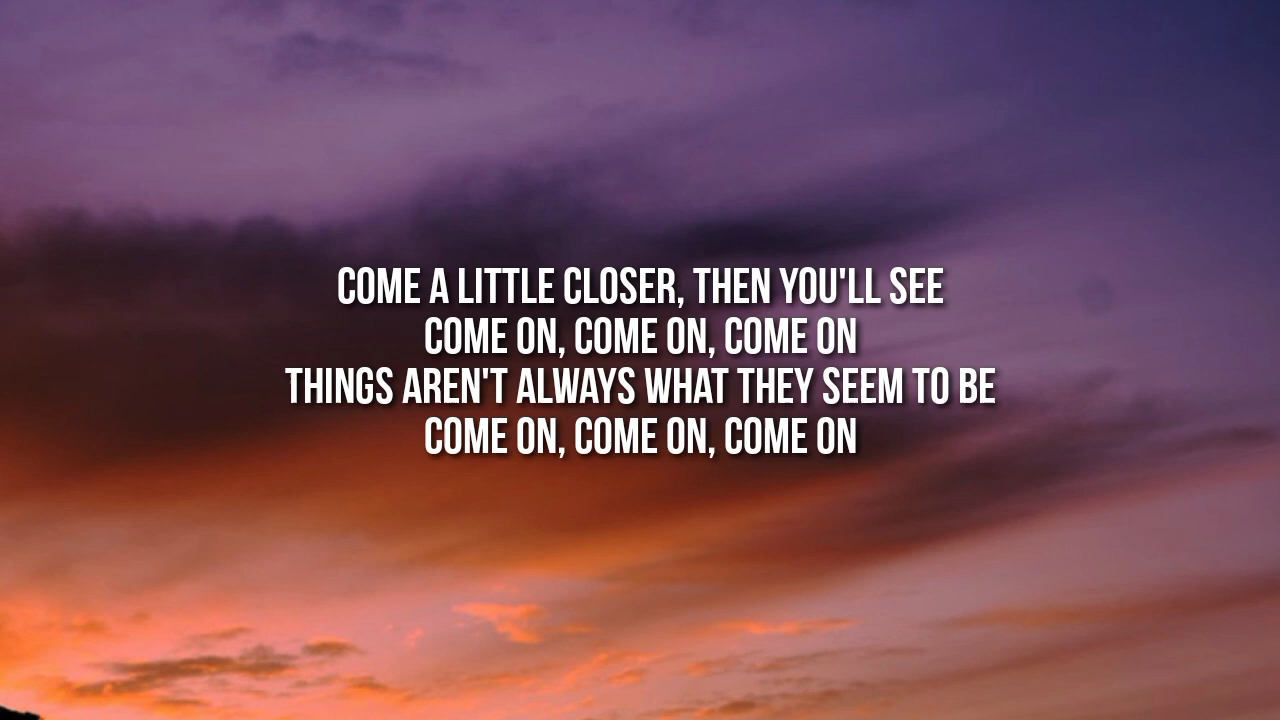 COME A LITTLE CLOSER, THEN YOU'LL SEE
COME ON, COME ON, COME ON
THINGS AREN'T ALWAYS WHAT THEY SEEM TO BE
COME ON, COME ON, COME ON